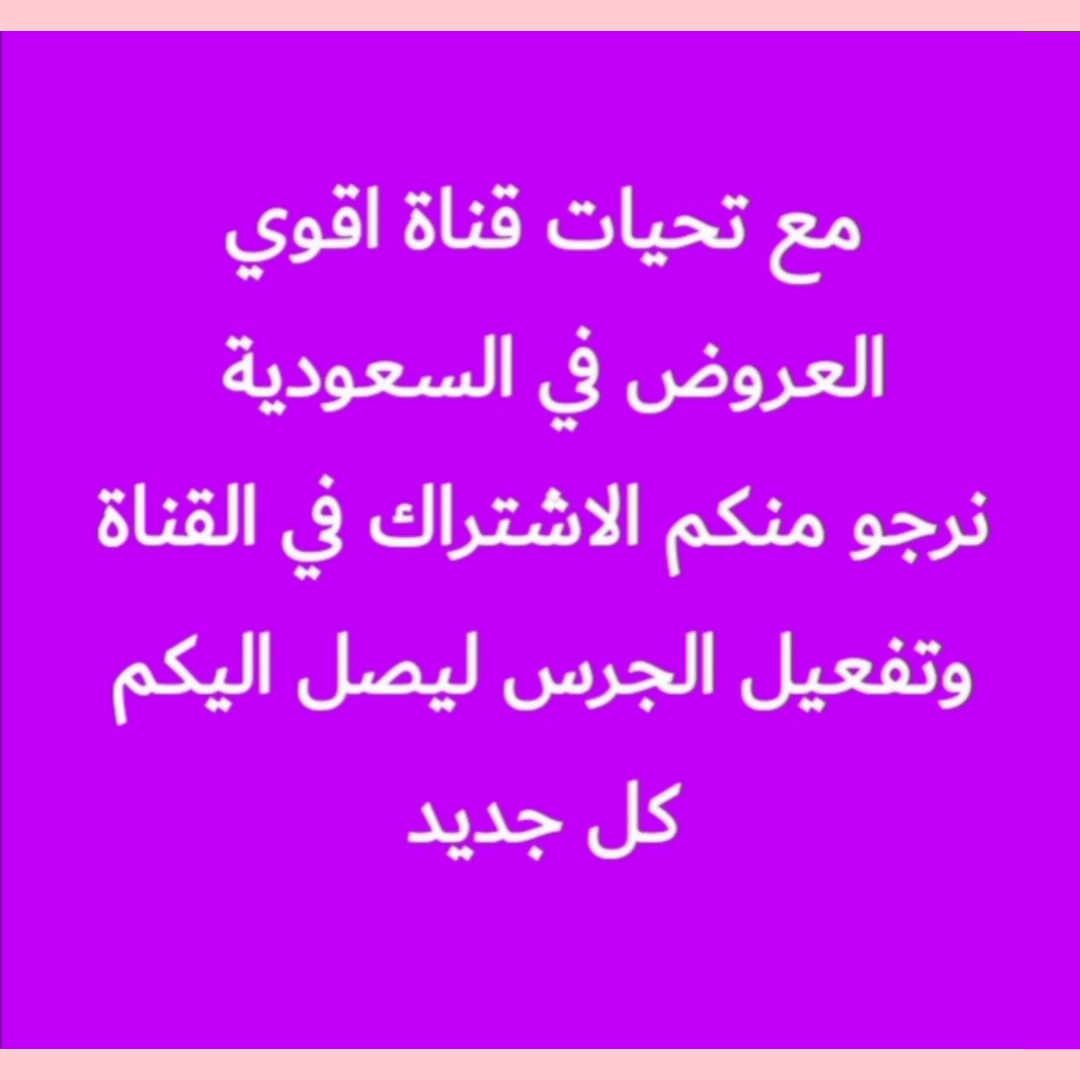 مع تحيات قناة اقوي
العروض في السعودية
نرجو منكم الاشتراك في القناة
وتفعيل الجرس ليصل اليكم
كل جديد